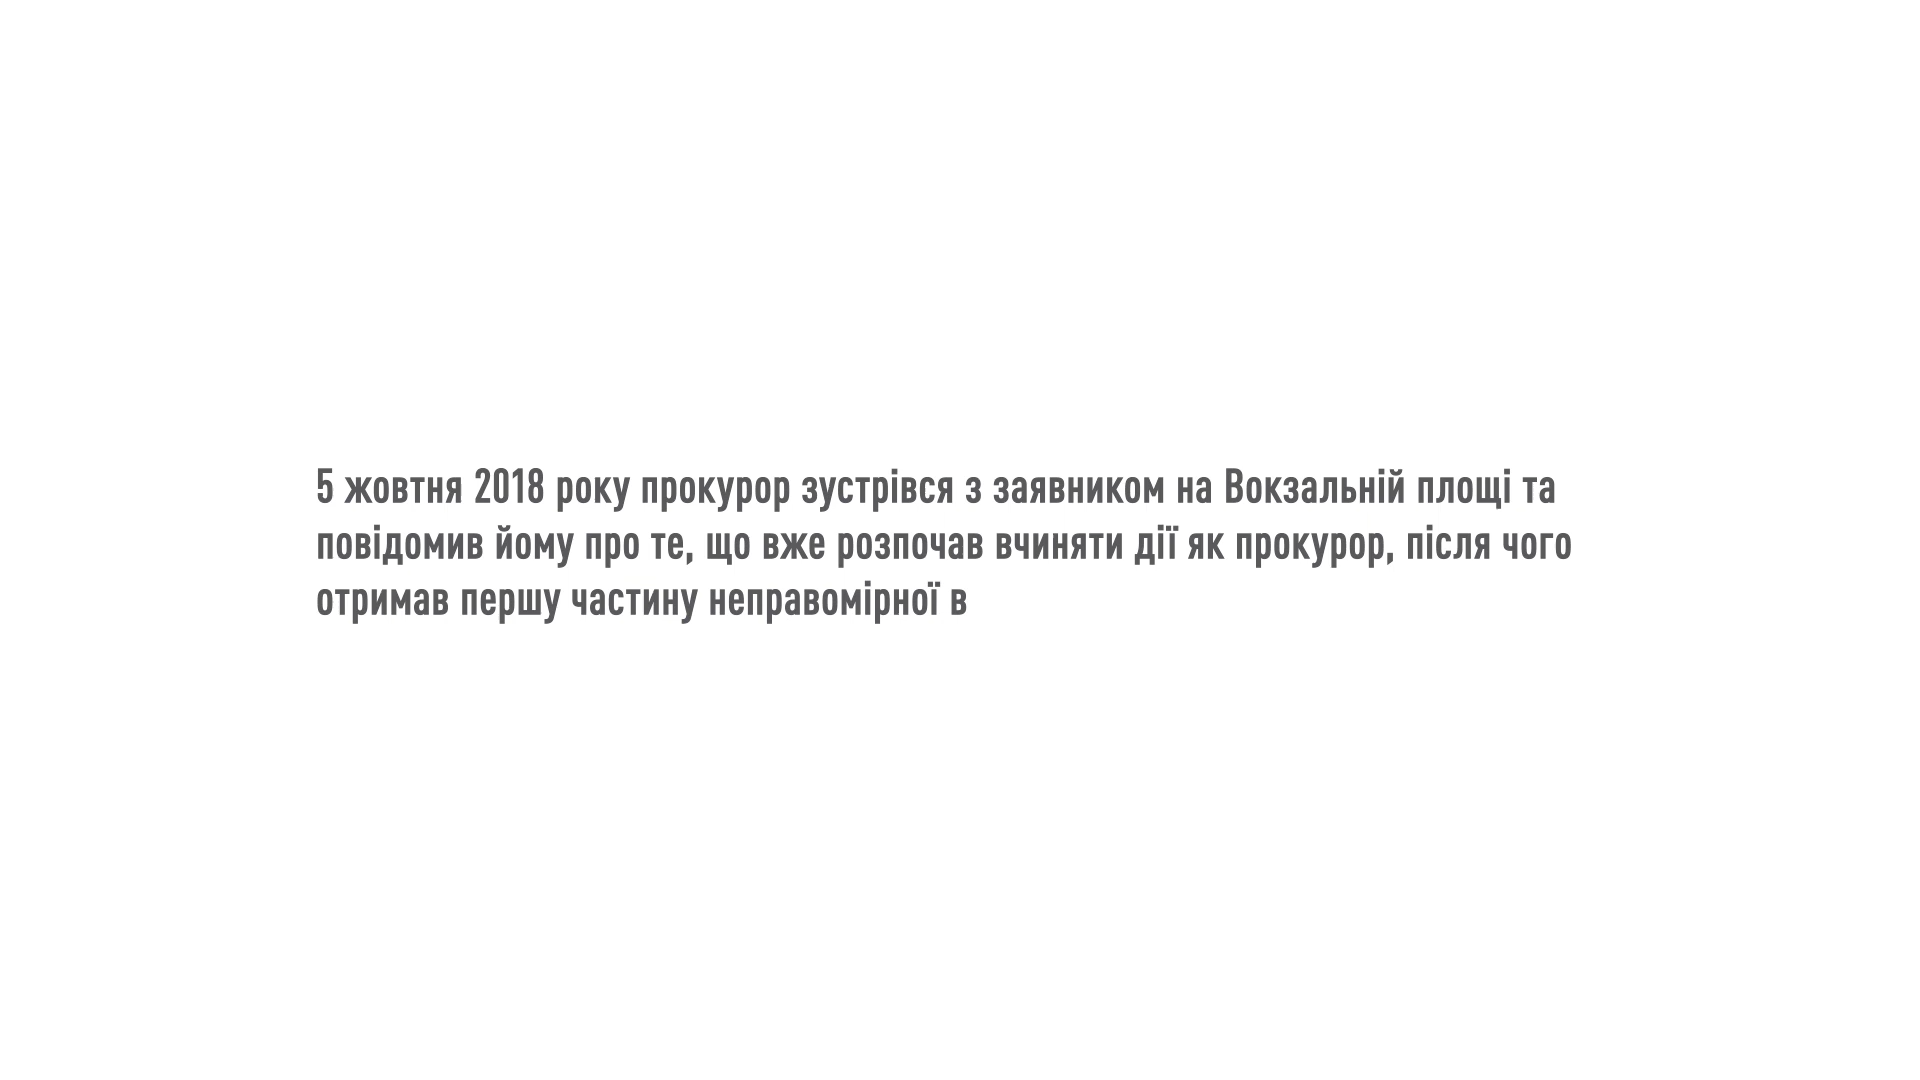 5 жовтня 2018 року прокурор зустрівся з заявником на Вокзальній площі та
повідомив йому про те, що вже розпочав вчиняти дії як прокурор, після чого
отримав першу частину неправомірної в